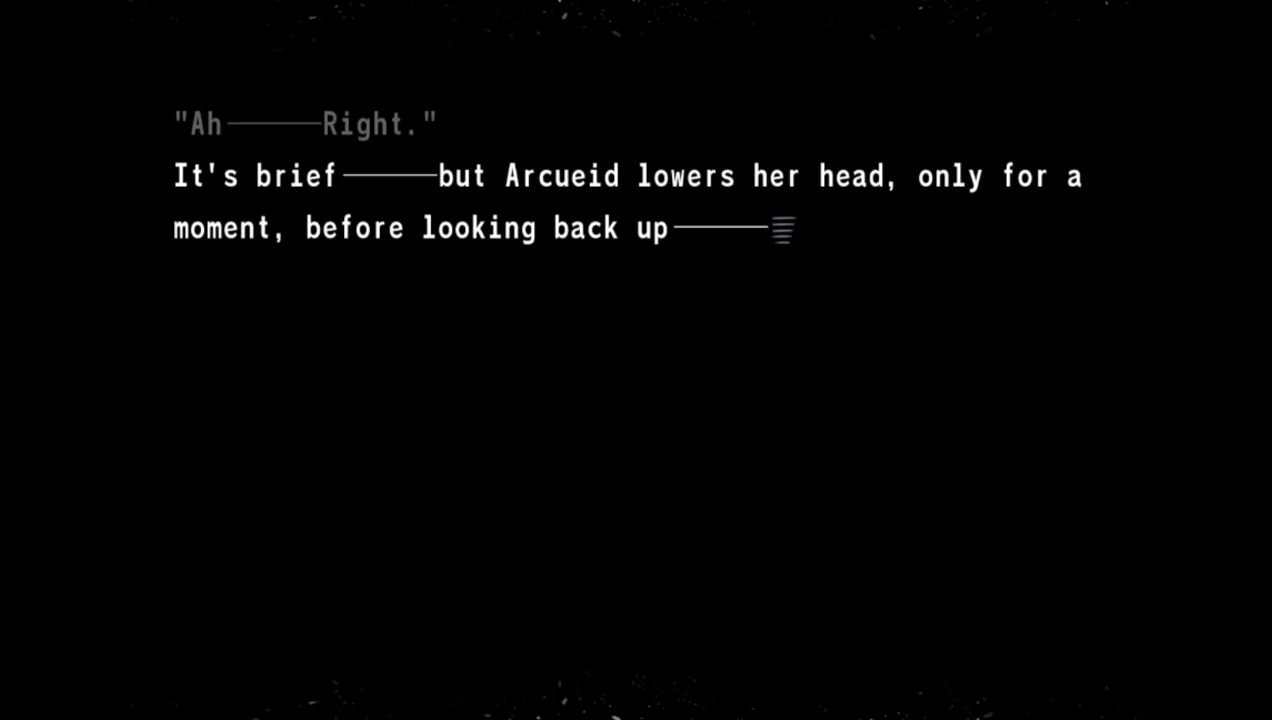 "Ah———Right."
It's brief———but Arcueid lowers her head, only for a
moment, before looking back up———